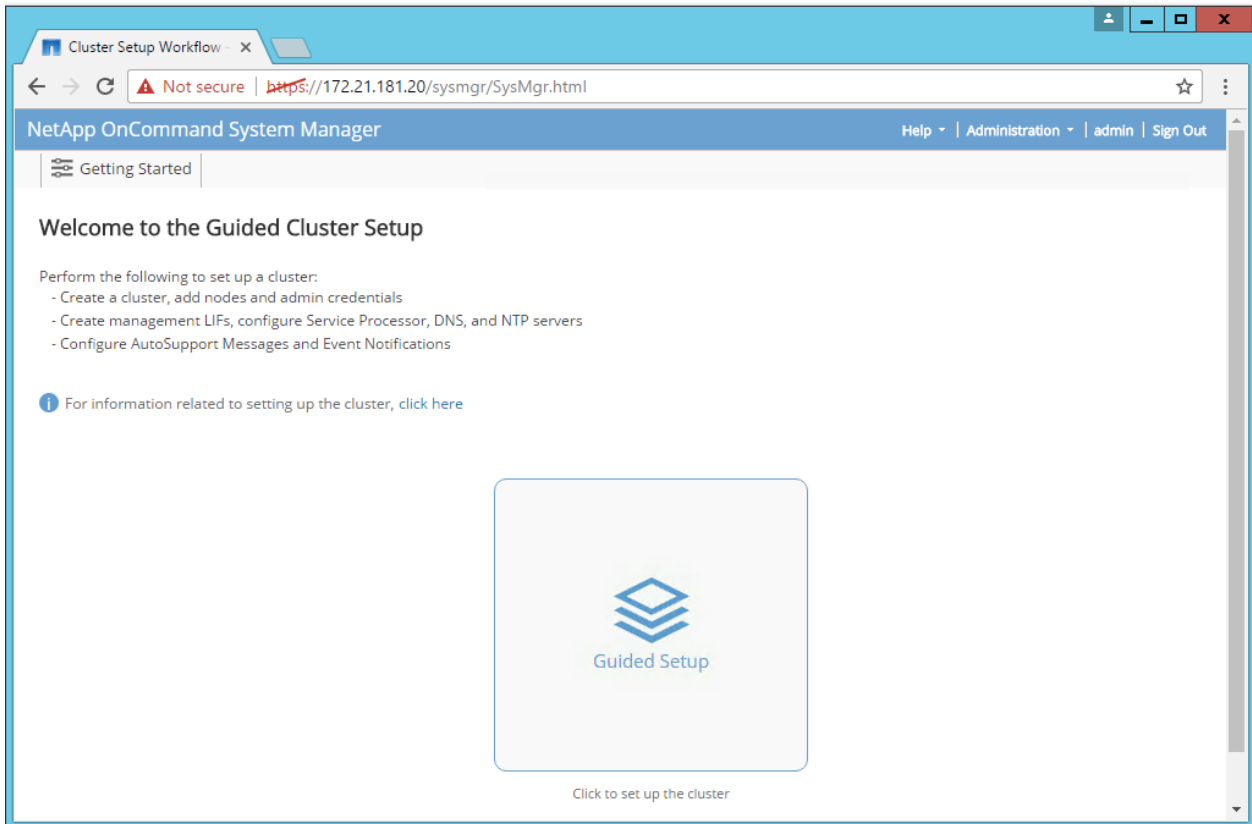 Cluster Setup Workflow -
Not secure | https://172.21.181.20/sysmgr/SysMgr.html
NetApp OnCommand System Manager
Help | Administration | admin | Sign Out
Getting Started
Welcome to the Guided Cluster Setup
Perform the following to set up a cluster:
- Create a cluster, add nodes and admin credentials
- Create management LIFs, configure Service Processor, DNS, and NTP servers
- Configure AutoSupport Messages and Event Notifications
For information related to setting up the cluster, click here
Guided Setup
Click to set up the cluster